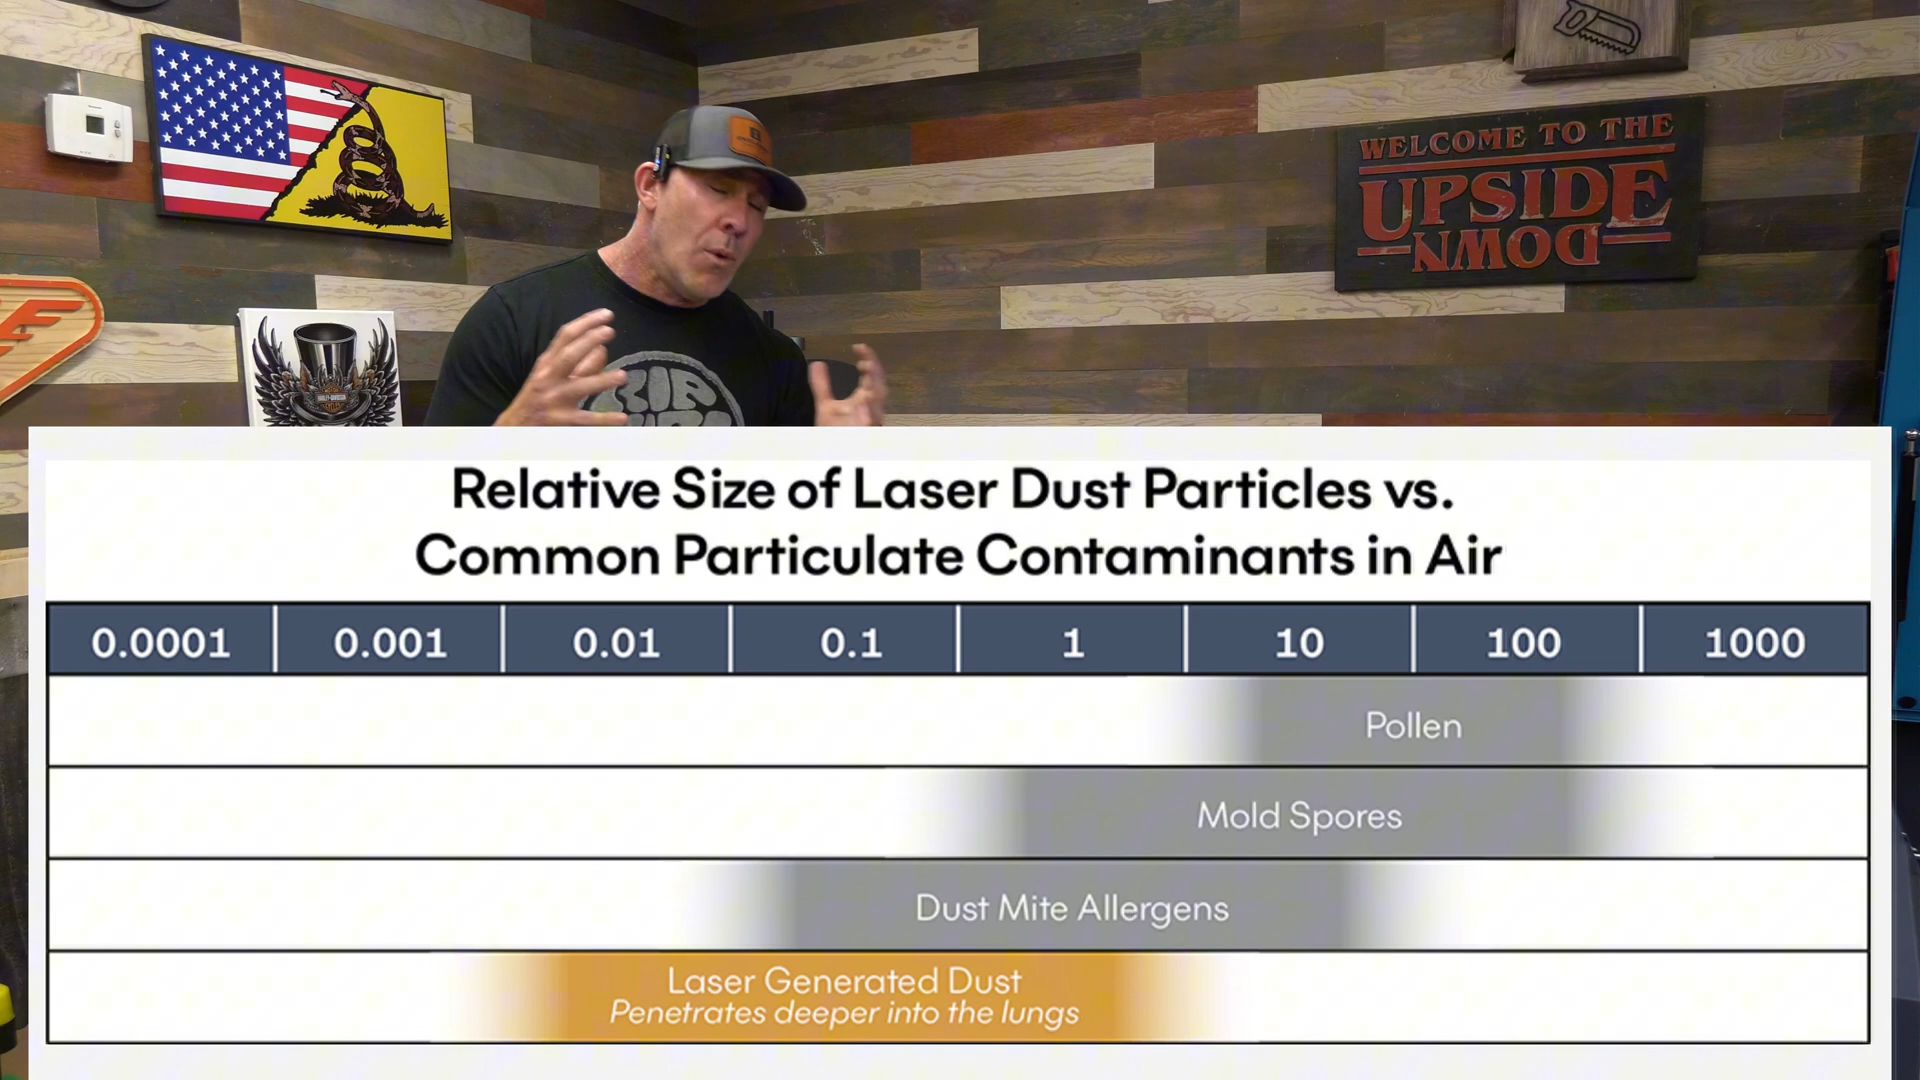 WELCOME TO THE
UPSIDE
DOWN
RIP
Relative Size of Laser Dust Particles vs.
Common Particulate Contaminants in Air
0.0001 0.001 0.01 0.1 1 10 100 1000
Pollen
Mold Spores
Dust Mite Allergens
Laser Generated Dust
Penetrates deeper into the lungs